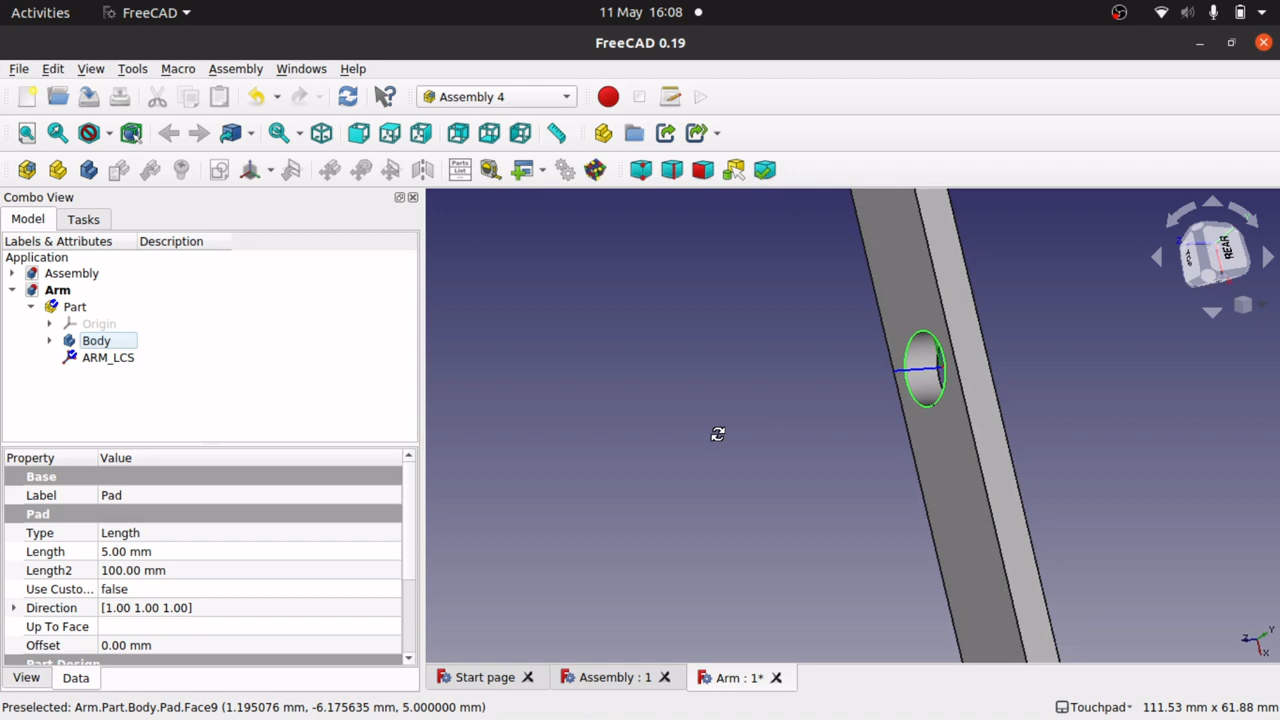 Activities FreeCAD 11 May 16:08
FreeCAD 0.19
File Edit View Tools Macro Assembly Windows Help
Assembly 4
Parts List
Combo View
Model Tasks
Labels & Attributes Description
Application
Assembly
Arm
Part
Origin
Body
ARM_LCS
Property Value
Base
Label Pad
Pad
Type Length
Length 5.00 mm
Length2 100.00 mm
Use Custo... false
Direction [1.00 1.00 1.00]
Up To Face
Offset 0.00 mm
Part Design
View Data
TOP REAR
Z Y X
Start page Assembly : 1 Arm : 1*
Preselected: Arm.Part.Body.Pad.Face9 (1.195076 mm, -6.175635 mm, 5.000000 mm) Touchpad 111.53 mm x 61.88 mm